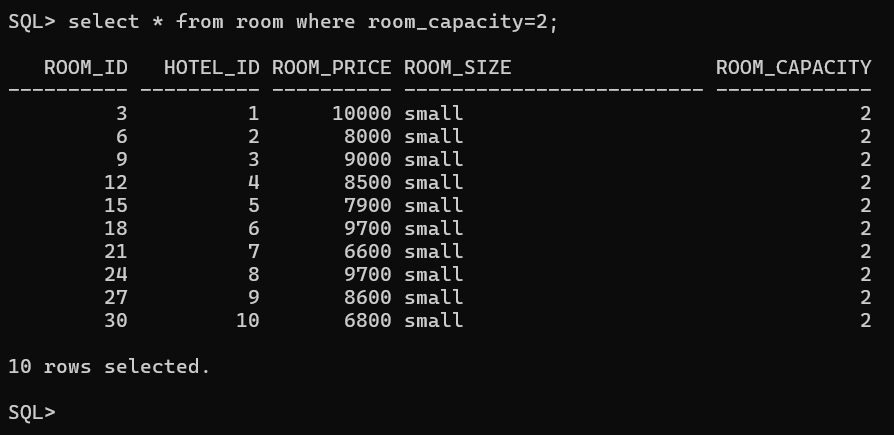 SQL> select * from room where room_capacity=2;
   ROOM_ID   HOTEL_ID ROOM_PRICE ROOM_SIZE                 ROOM_CAPACITY
---------- ---------- ---------- ------------------------- -------------
         3          1      10000 small                                 2
         6          2       8000 small                                 2
         9          3       9000 small                                 2
        12          4       8500 small                                 2
        15          5       7900 small                                 2
        18          6       9700 small                                 2
        21          7       6600 small                                 2
        24          8       9700 small                                 2
        27          9       8600 small                                 2
        30         10       6800 small                                 2
10 rows selected.
SQL>